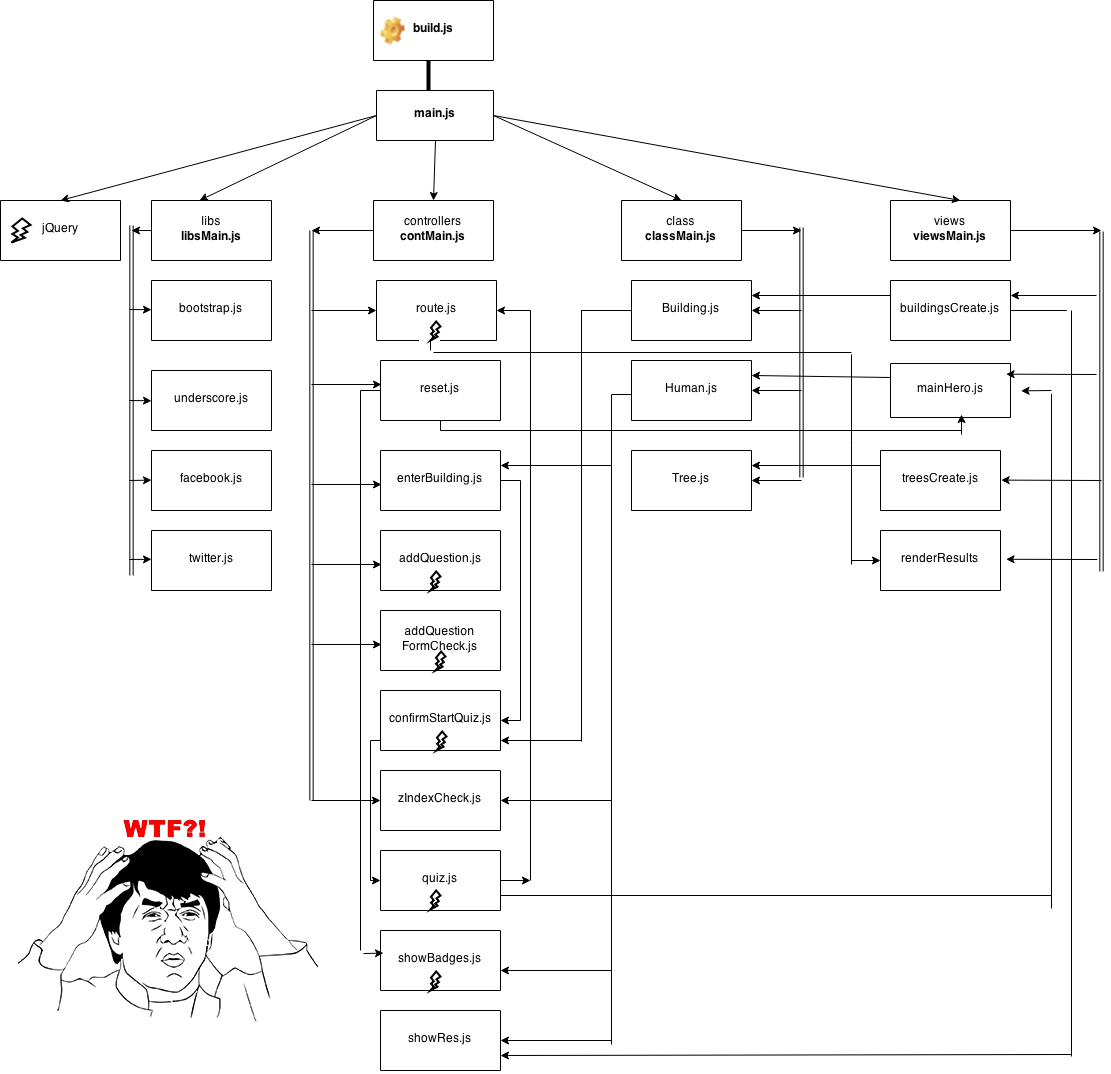 build.js
main.js
jQuery
libs
libsMain.js
controllers
contMain.js
class
classMain.js
views
viewsMain.js
bootstrap.js
route.js
Building.js
buildingsCreate.js
underscore.js
reset.js
Human.js
mainHero.js
facebook.js
enterBuilding.js
Tree.js
treesCreate.js
twitter.js
addQuestion.js
renderResults
addQuestion
FormCheck.js
confirmStartQuiz.js
zIndexCheck.js
WTF?!
quiz.js
showBadges.js
showRes.js